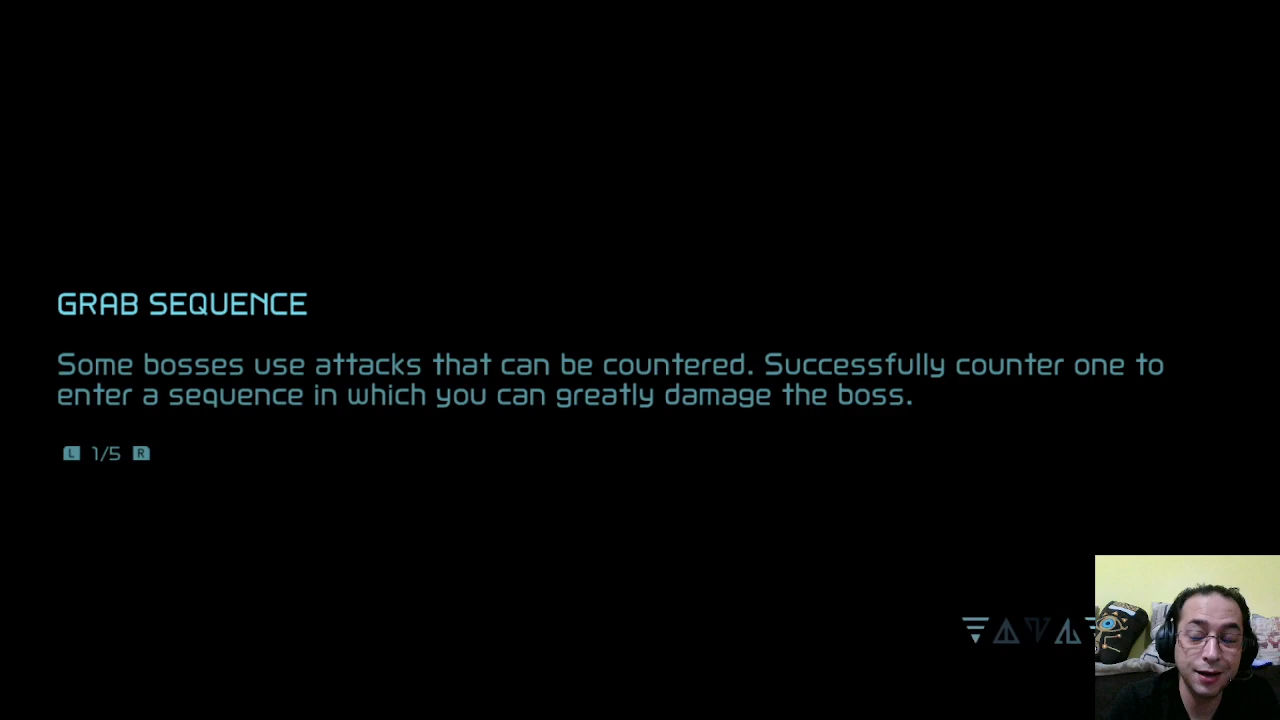 GRAB SEQUENCE
Some bosses use attacks that can be countered. Successfully counter one to
enter a sequence in which you can greatly damage the boss.
L 1/5 R